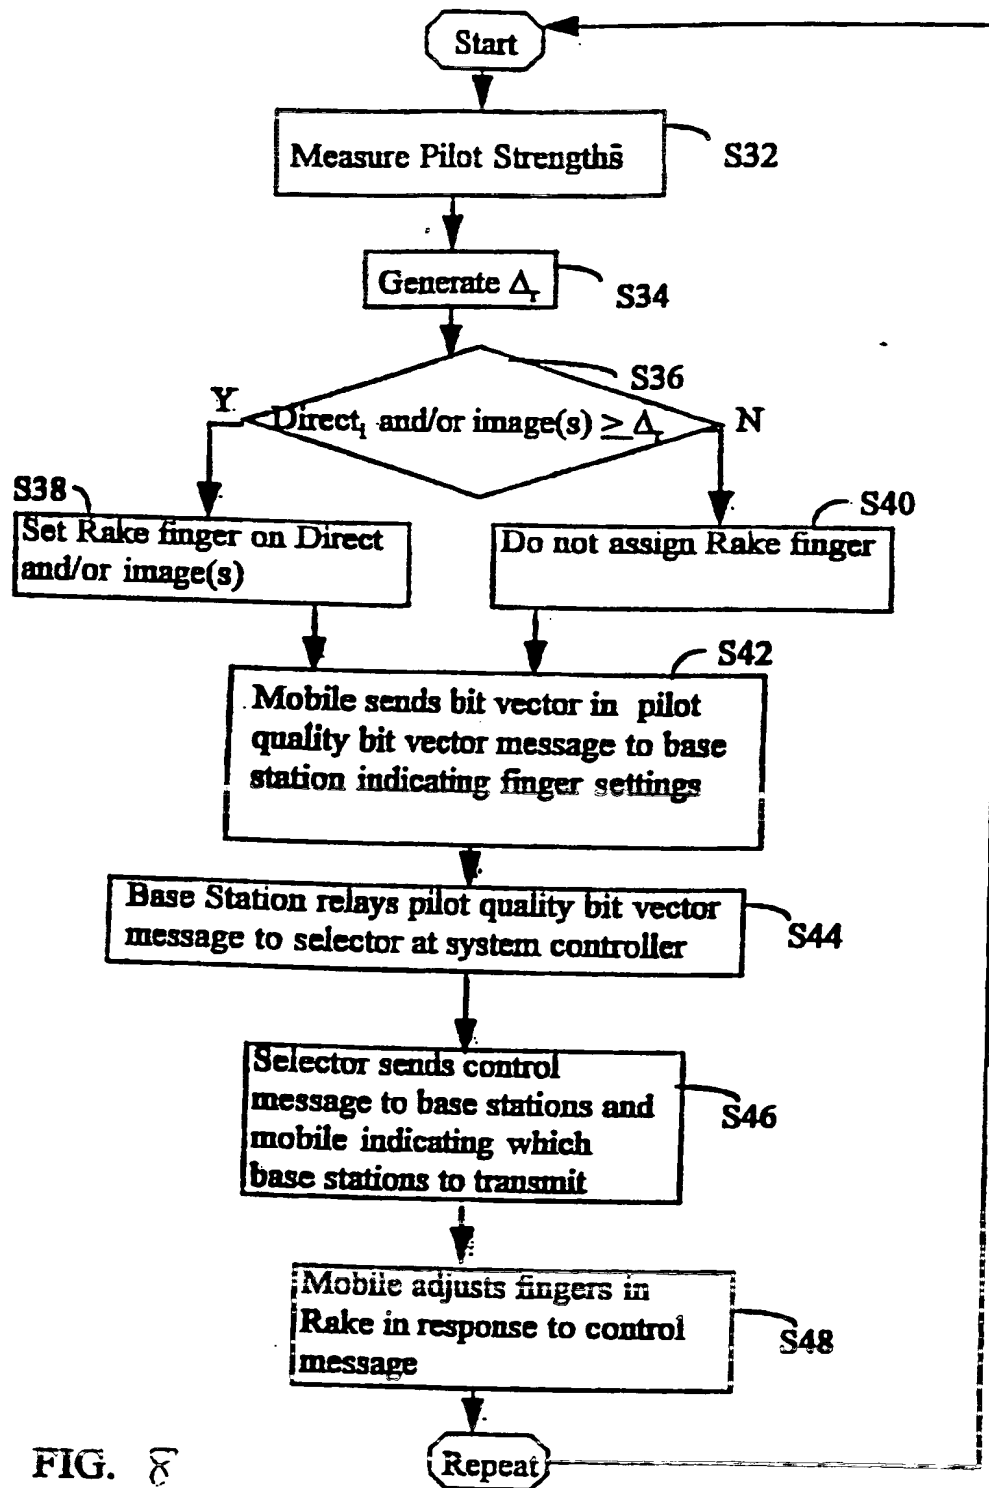 Start
Measure Pilot Strengths
S32
Generate Δr
S34
S36
Y
Directi and/or image(s) ≥ Δr
N
S38
Set Rake finger on Direct
and/or image(s)
S40
Do not assign Rake finger
S42
Mobile sends bit vector in pilot
quality bit vector message to base
station indicating finger settings
Base Station relays pilot quality bit vector
message to selector at system controller
S44
Selector sends control
message to base stations and
mobile indicating which
base stations to transmit
S46
Mobile adjusts fingers in
Rake in response to control
message
S48
FIG. 8
Repeat